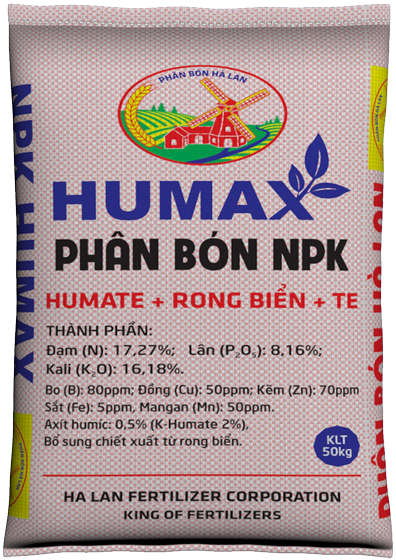 PHÂN BÓN HÀ LAN
HUMAX
PHÂN BÓN NPK
HUMATE + RONG BIỂN + TE
THÀNH PHẦN:
Đạm (N): 17,27%; Lân (P₂O₅): 8,16%;
Kali (K₂O): 16,18%.
Bo (B): 80ppm; Đồng (Cu): 50ppm; Kẽm (Zn): 70ppm
Sắt (Fe): 5ppm, Mangan (Mn): 50ppm.
Axít humíc: 0,5% (K-Humate 2%),
Bổ sung chiết xuất từ rong biển.
KLT
50kg
HA LAN FERTILIZER CORPORATION
KING OF FERTILIZERS
NPK HUMAX
PHÂN BÓN HÀ LAN